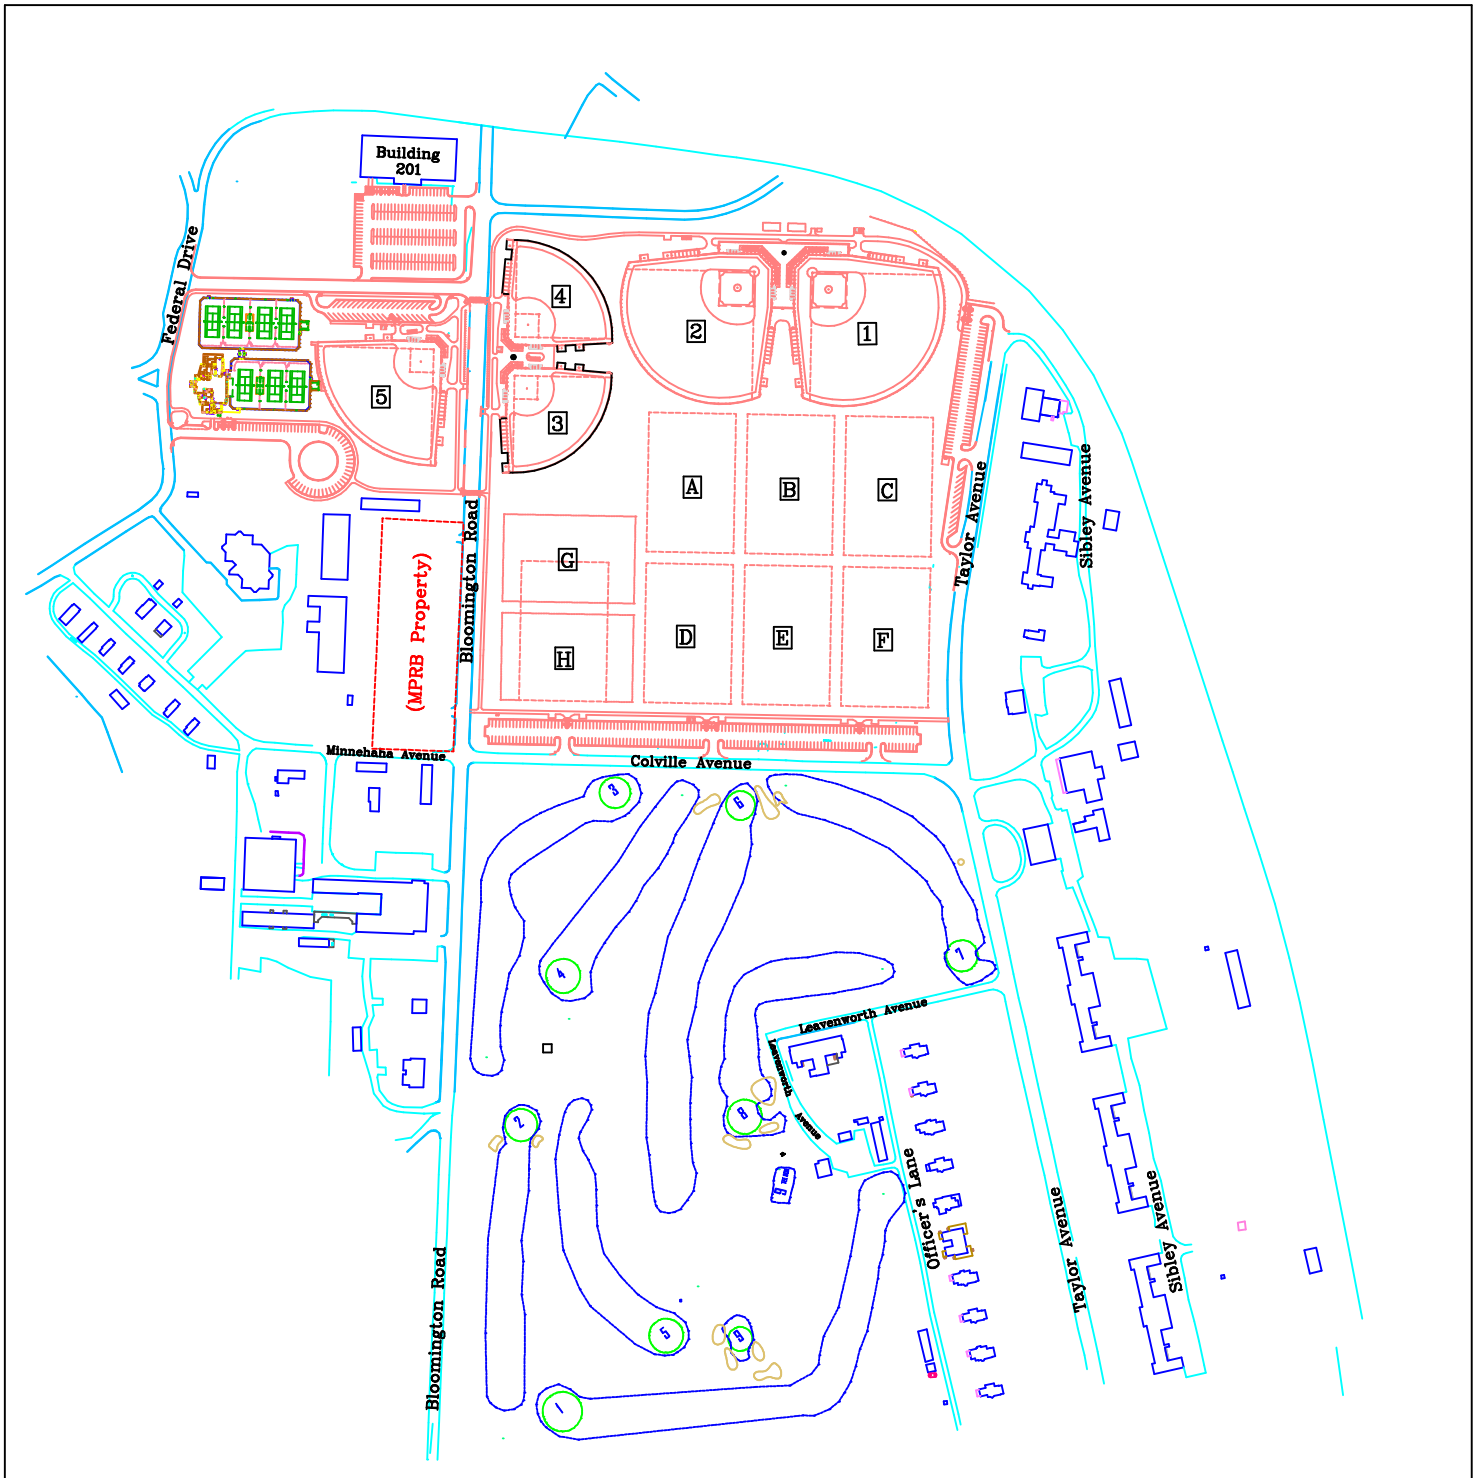 Building
201
Federal Drive
4
2
1
5
3
A
B
C
Taylor Avenue
Sibley Avenue
Bloomington Road
(MPRB Property)
G
D
E
F
H
Minnehaha Avenue
Colville Avenue
3
6
4
7
Leavenworth Avenue
Leavenworth Avenue
8
2
9
Officer's Lane
Taylor Avenue
Sibley Avenue
Bloomington Road
5
9
1